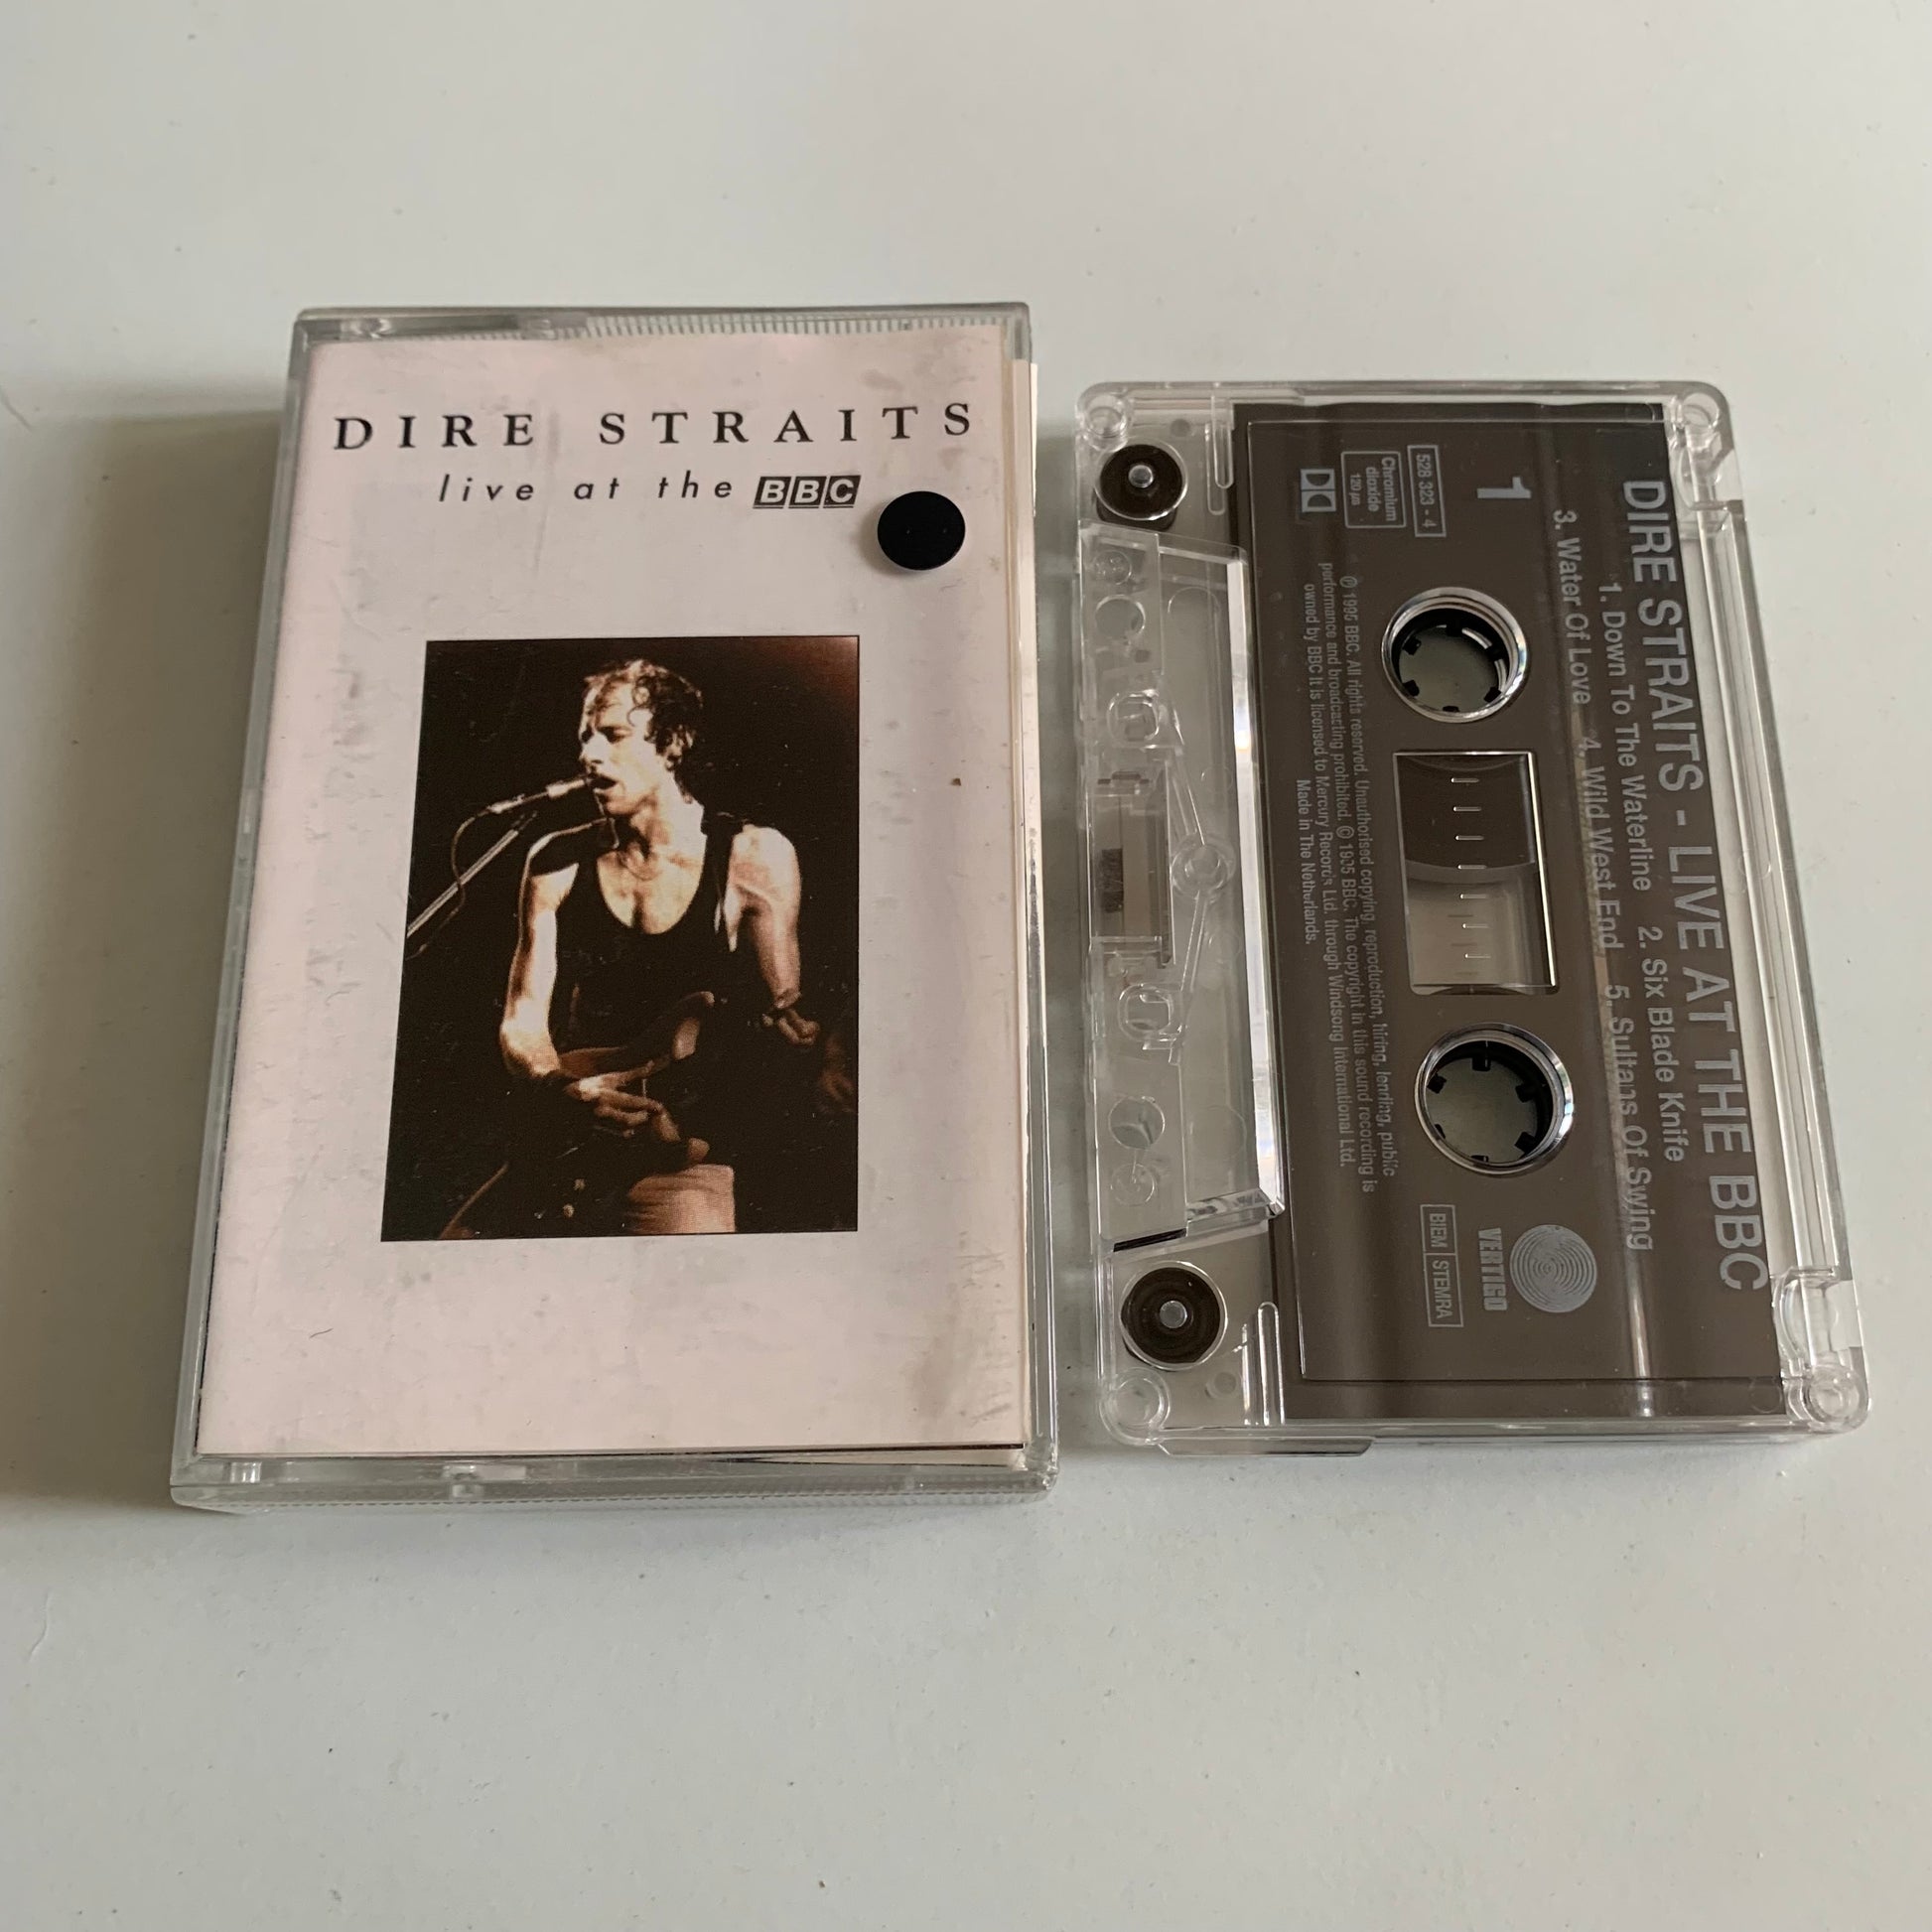 DIRE STRAITS
live at the BBC
DIRE STRAITS - LIVE AT THE BBC
1. Down To The Waterline 2. Six Blade Knife
3. Water Of Love 4. Wild West End 5. Sultans Of Swing
1
528 323 - 4
Chromium
dioxide
120 µs
VERTIGO
BIEM STEMRA
℗ 1995 BBC. All rights reserved. Unauthorised copying, reproduction, hiring, lending, public
performance and broadcasting prohibited. © 1995 BBC. The copyright in this sound recording is
owned by BBC It is licensed to Mercury Records Ltd. through Windsong International Ltd.
Made in The Netherlands.